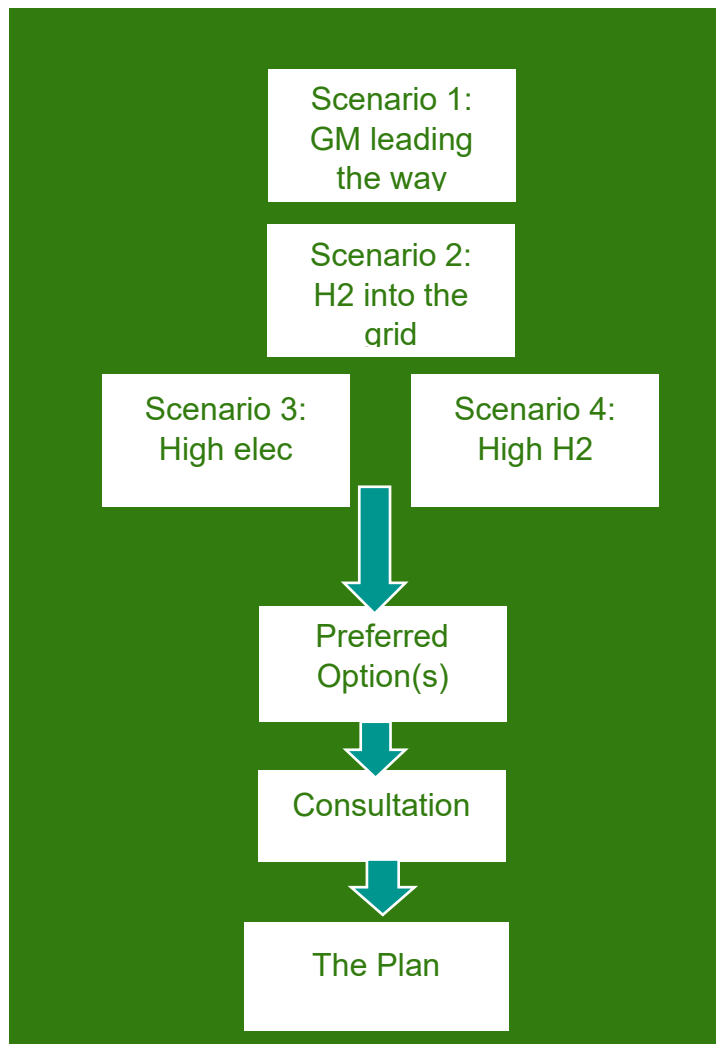 Scenario 1:
GM leading
the way
Scenario 2:
H2 into the
grid
Scenario 3:
High elec
Scenario 4:
High H2
Preferred
Option(s)
Consultation
The Plan